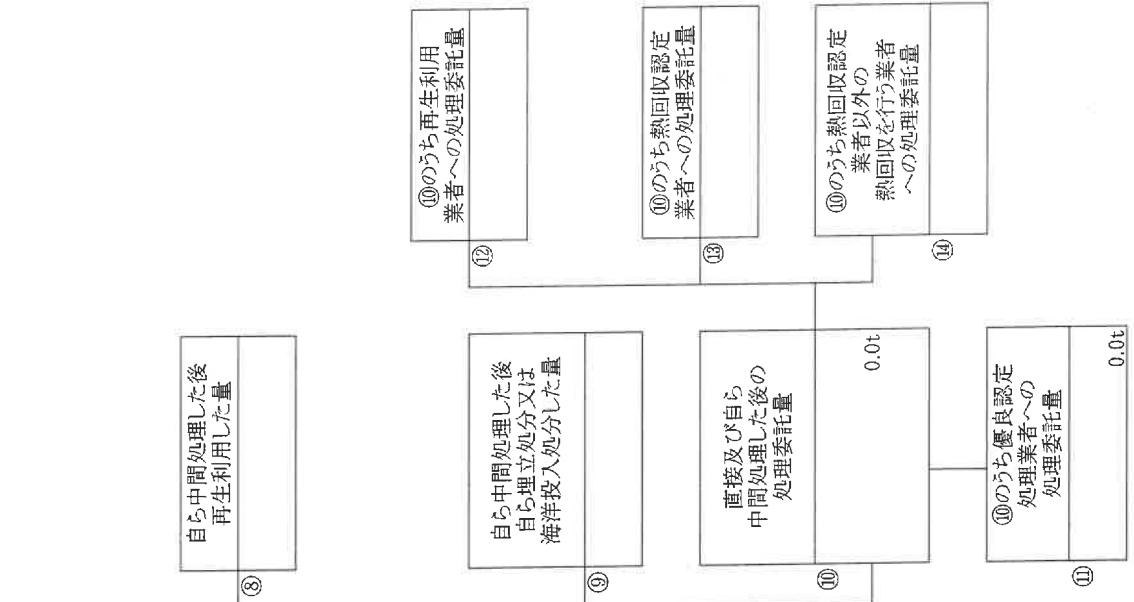 ⑧
自ら中間処理した後
再生利用した量
⑨
自ら中間処理した後
自ら埋立処分又は
海洋投入処分した量
⑩
直接及び自ら
中間処理した後の
処理委託量
0.0t
⑪
⑩のうち優良認定
処理業者への
処理委託量
0.0t
⑫
⑩のうち再生利用
業者への処理委託量
⑬
⑩のうち熱回収認定
業者への処理委託量
⑭
⑩のうち熱回収認定
業者以外の
熱回収を行う業者
への処理委託量